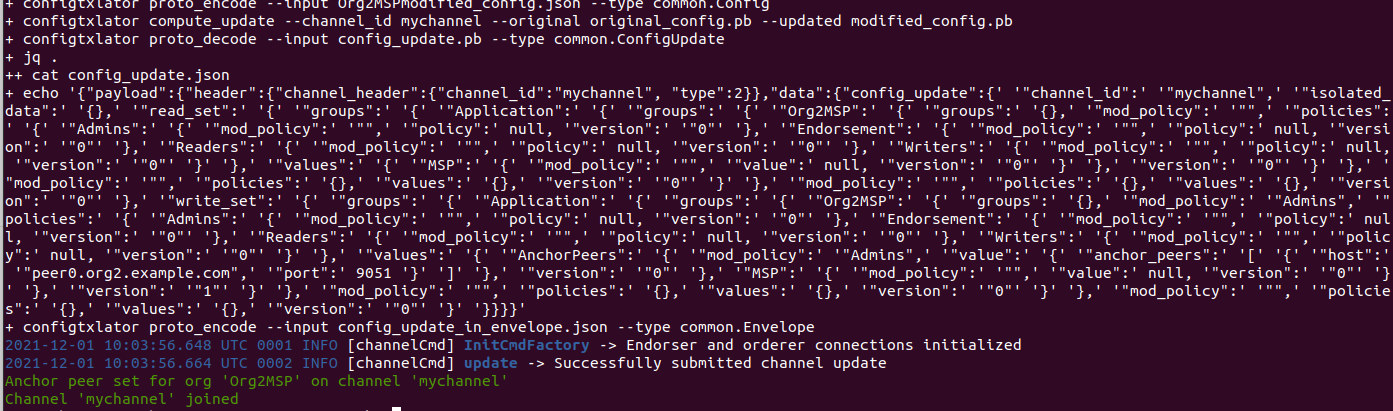 + configtxlator proto_encode --input Org2MSPmodified_config.json --type common.Config
+ configtxlator compute_update --channel_id mychannel --original original_config.pb --updated modified_config.pb
+ configtxlator proto_decode --input config_update.pb --type common.ConfigUpdate
+ jq .
++ cat config_update.json
+ echo '{"payload":{"header":{"channel_header":{"channel_id":"mychannel", "type":2}},"data":{"config_update":{' '"channel_id":' '"mychannel",' '"isolated_
data":' '{},' '"read_set":' '{' '"groups":' '{' '"Application":' '{' '"groups":' '{' '"Org2MSP":' '{' '"groups":' '{},' '"mod_policy":' '"",' '"policies":
' '{' '"Admins":' '{' '"mod_policy":' '"",' '"policy":' null, '"version":' '"0"' '},' '"Endorsement":' '{' '"mod_policy":' '"",' '"policy":' null, '"versi
on":' '"0"' '},' '"Readers":' '{' '"mod_policy":' '"",' '"policy":' null, '"version":' '"0"' '},' '"Writers":' '{' '"mod_policy":' '"",' '"policy":' null,
 '"version":' '"0"' '}' '},' '"values":' '{' '"MSP":' '{' '"mod_policy":' '"",' '"value":' null, '"version":' '"0"' '}' '},' '"version":' '"0"' '}' '},' '
"mod_policy":' '"",' '"policies":' '{},' '"values":' '{},' '"version":' '"0"' '}' '},' '"mod_policy":' '"",' '"policies":' '{},' '"values":' '{},' '"versi
on":' '"0"' '},' '"write_set":' '{' '"groups":' '{' '"Application":' '{' '"groups":' '{' '"Org2MSP":' '{' '"groups":' '{},' '"mod_policy":' '"Admins",' '"
policies":' '{' '"Admins":' '{' '"mod_policy":' '"",' '"policy":' null, '"version":' '"0"' '},' '"Endorsement":' '{' '"mod_policy":' '"",' '"policy":' nul
l, '"version":' '"0"' '},' '"Readers":' '{' '"mod_policy":' '"",' '"policy":' null, '"version":' '"0"' '},' '"Writers":' '{' '"mod_policy":' '"",' '"polic
y":' null, '"version":' '"0"' '}' '},' '"values":' '{' '"AnchorPeers":' '{' '"mod_policy":' '"Admins",' '"value":' '{' '"anchor_peers":' '[' '{' '"host":'
 '"peer0.org2.example.com",' '"port":' 9051 '}' ']' '},' '"version":' '"0"' '},' '"MSP":' '{' '"mod_policy":' '"",' '"value":' null, '"version":' '"0"' '}
' '},' '"version":' '"1"' '}' '},' '"mod_policy":' '"",' '"policies":' '{},' '"values":' '{},' '"version":' '"0"' '}' '},' '"mod_policy":' '"",' '"policie
s":' '{},' '"values":' '{},' '"version":' '"0"' '}' '}}}}'
+ configtxlator proto_encode --input config_update_in_envelope.json --type common.Envelope
2021-12-01 10:03:56.648 UTC 0001 INFO [channelCmd] InitCmdFactory -> Endorser and orderer connections initialized
2021-12-01 10:03:56.664 UTC 0002 INFO [channelCmd] update -> Successfully submitted channel update
Anchor peer set for org 'Org2MSP' on channel 'mychannel'
Channel 'mychannel' joined